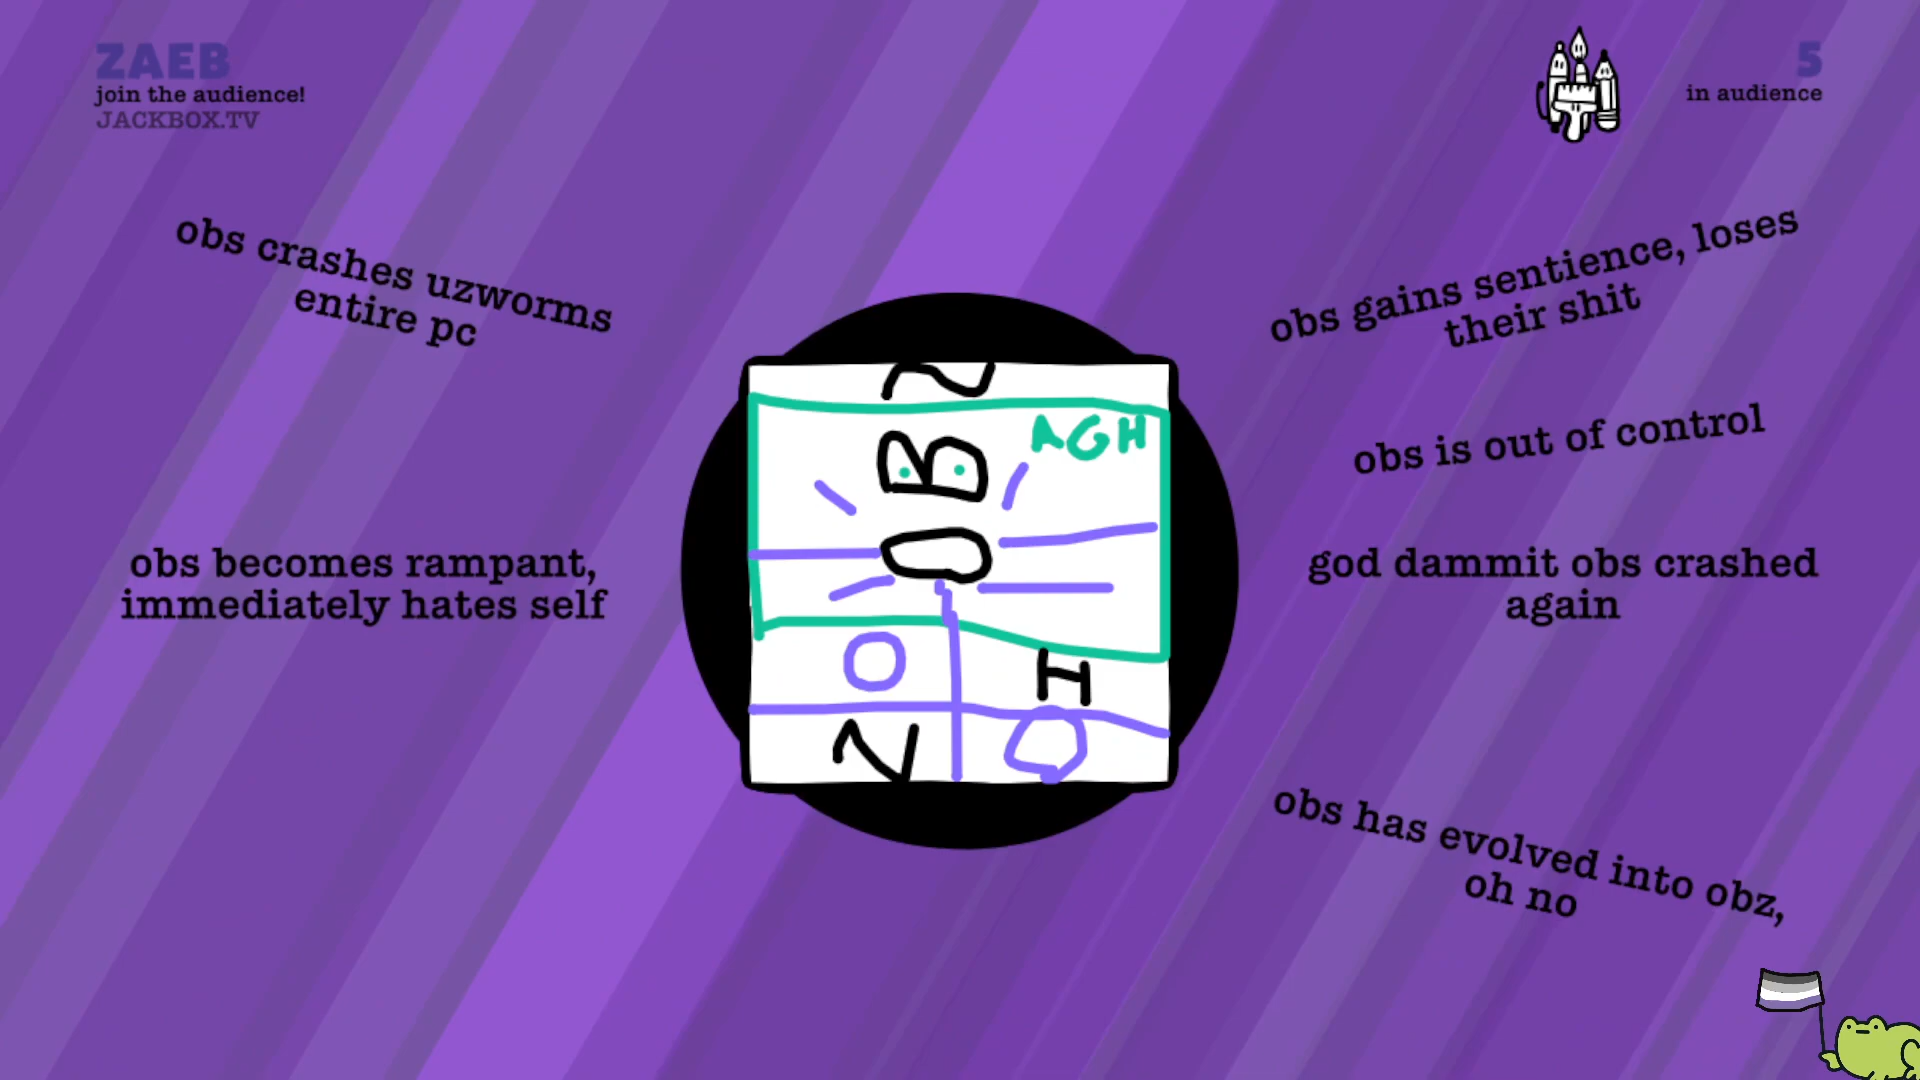 ZAEB
join the audience!
JACKBOX.TV
5
in audience
obs crashes uzworms
entire pc
obs becomes rampant,
immediately hates self
AGH
obs gains sentience, loses
their shit
obs is out of control
god dammit obs crashed
again
obs has evolved into obz,
oh no